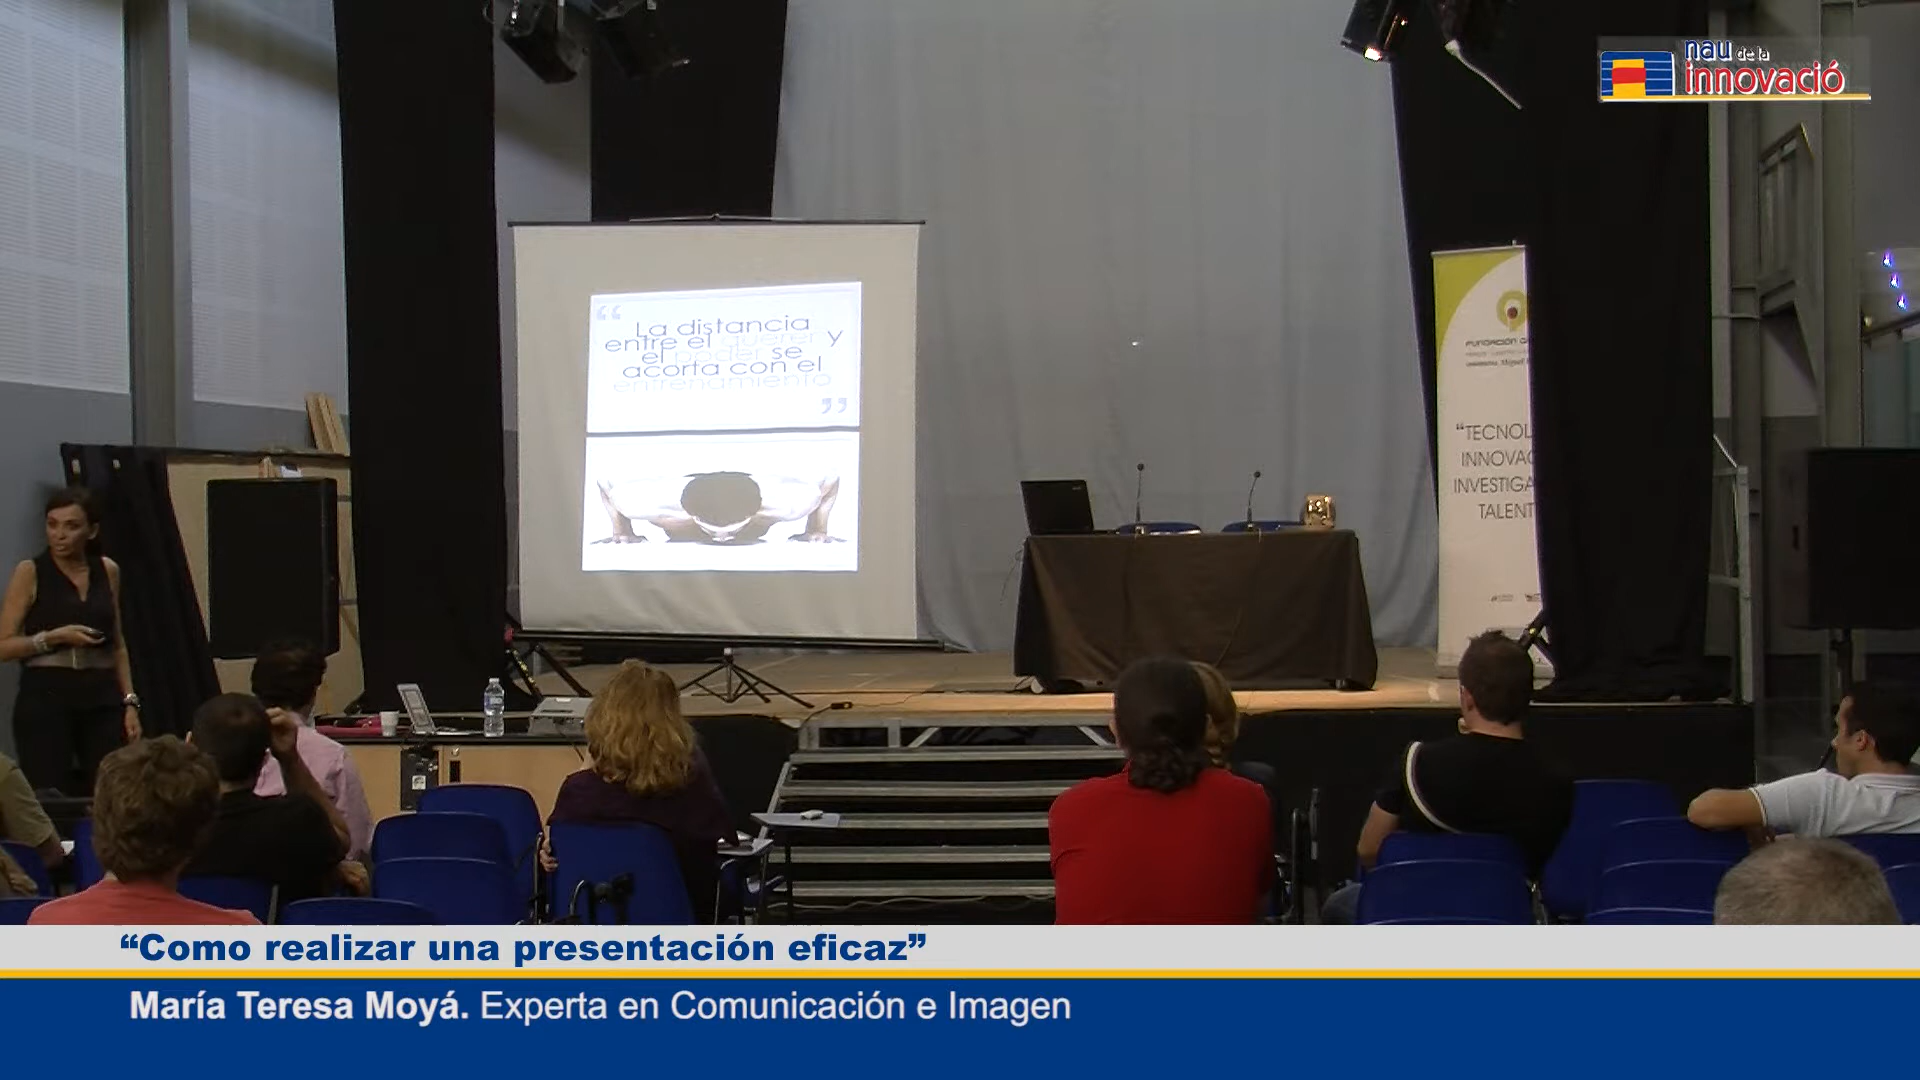 nau de la
innovació
“
La distancia
entre el querer y
el poder se
acorta con el
entrenamiento
”
“TECNOL
INNOVAC
INVESTIGA
TALENT
“Como realizar una presentación eficaz”
María Teresa Moyá. Experta en Comunicación e Imagen